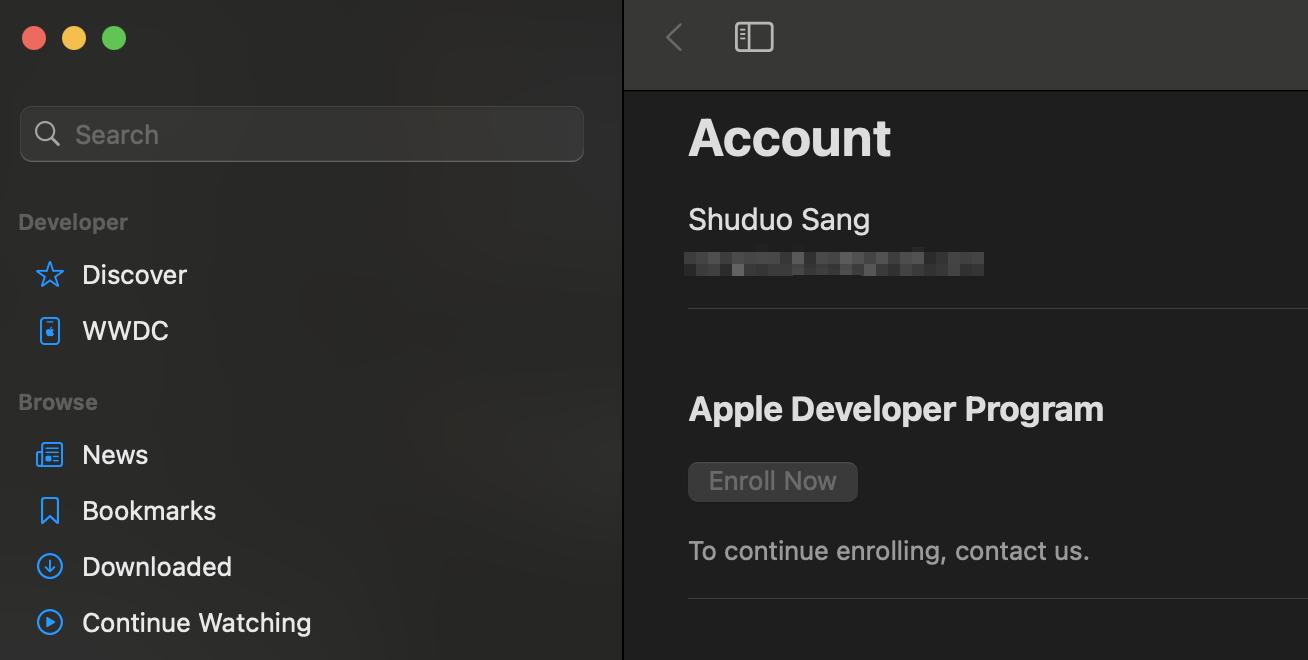 Search
Developer
Discover
WWDC
Browse
News
Bookmarks
Downloaded
Continue Watching
Account
Shuduo Sang
Apple Developer Program
Enroll Now
To continue enrolling, contact us.